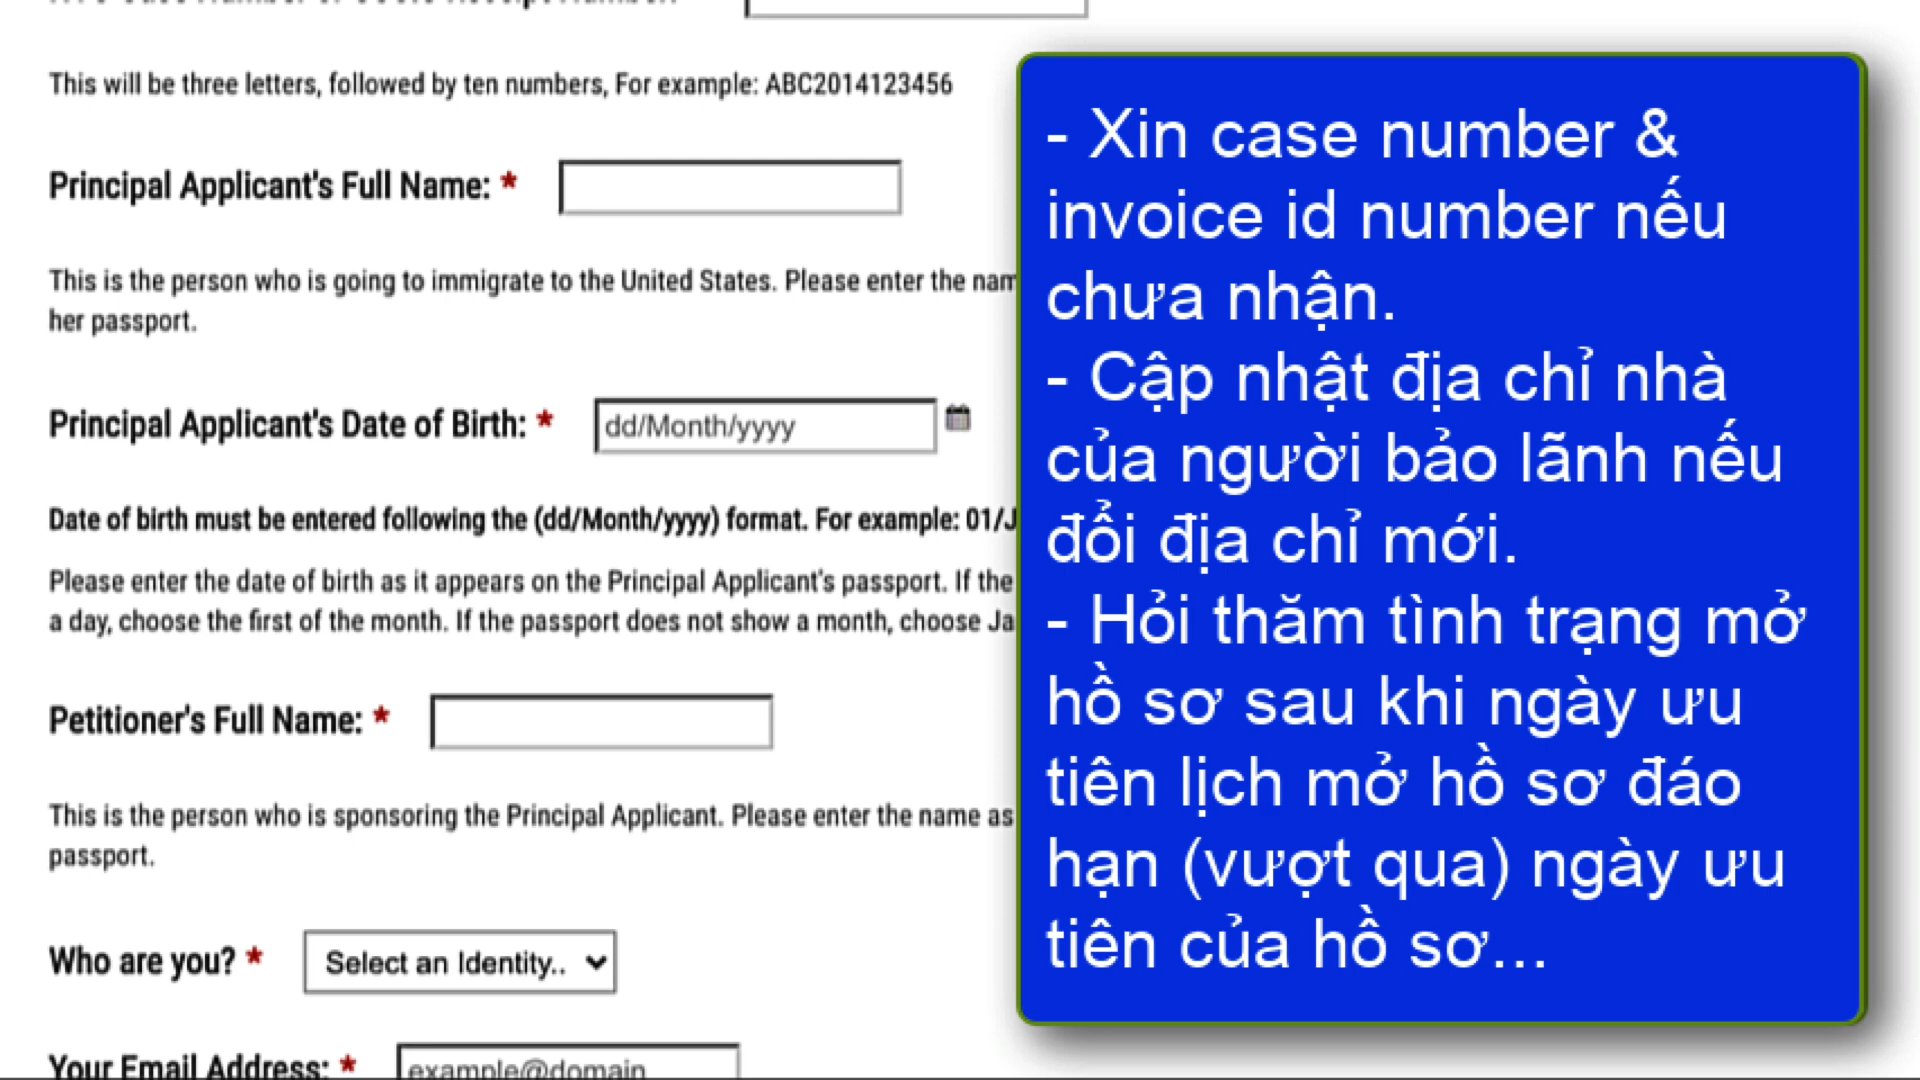 This will be three letters, followed by ten numbers, For example: ABC2014123456
Principal Applicant's Full Name: *
This is the person who is going to immigrate to the United States. Please enter the nam
her passport.
Principal Applicant's Date of Birth: *
dd/Month/yyyy
Date of birth must be entered following the (dd/Month/yyyy) format. For example: 01/J
Please enter the date of birth as it appears on the Principal Applicant's passport. If the
a day, choose the first of the month. If the passport does not show a month, choose Ja
Petitioner's Full Name: *
This is the person who is sponsoring the Principal Applicant. Please enter the name as
passport.
Who are you? *
Select an Identity..
Your Email Address: *
example@domain
- Xin case number &
invoice id number nếu
chưa nhận.
- Cập nhật địa chỉ nhà
của người bảo lãnh nếu
đổi địa chỉ mới.
- Hỏi thăm tình trạng mở
hồ sơ sau khi ngày ưu
tiên lịch mở hồ sơ đáo
hạn (vượt qua) ngày ưu
tiên của hồ sơ...